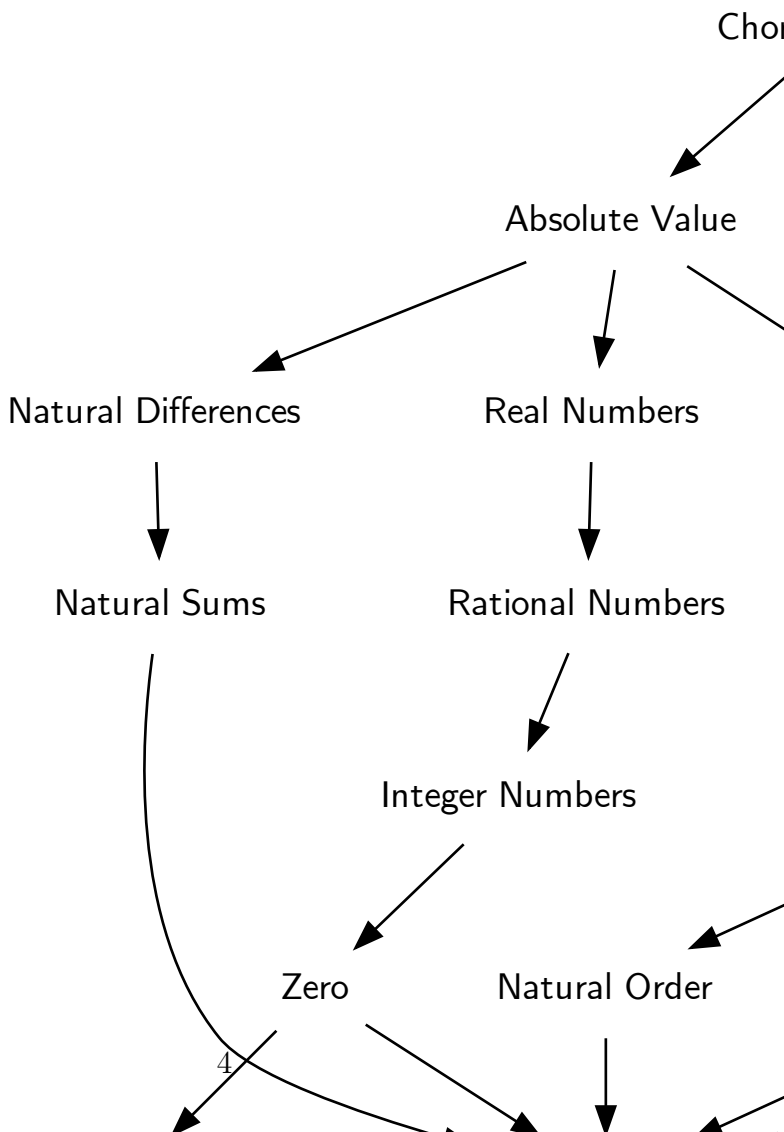 Absolute Value
Natural Differences
Real Numbers
Natural Sums
Rational Numbers
Integer Numbers
Zero
Natural Order
4